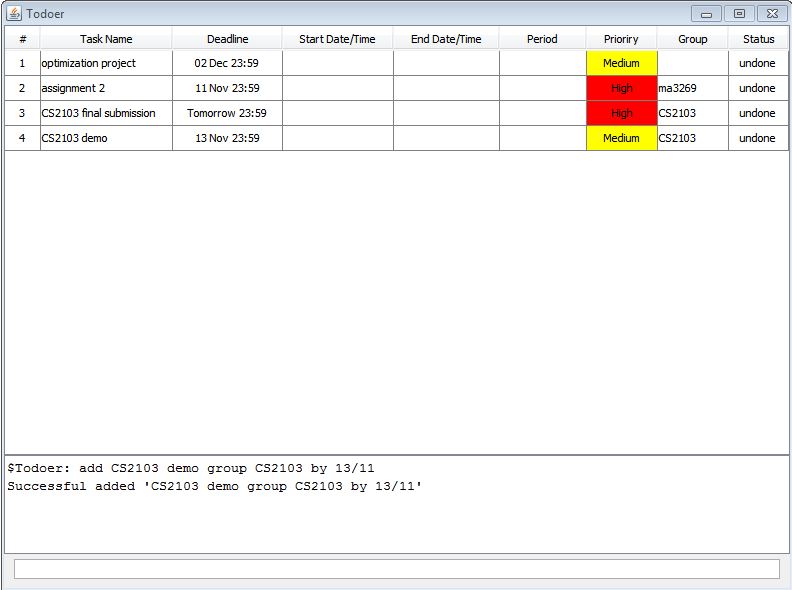 Todoer
# Task Name Deadline Start Date/Time End Date/Time Period Prioriry Group Status
1 optimization project 02 Dec 23:59 Medium undone
2 assignment 2 11 Nov 23:59 High ma3269 undone
3 CS2103 final submission Tomorrow 23:59 High CS2103 undone
4 CS2103 demo 13 Nov 23:59 Medium CS2103 undone
$Todoer: add CS2103 demo group CS2103 by 13/11
Successful added 'CS2103 demo group CS2103 by 13/11'